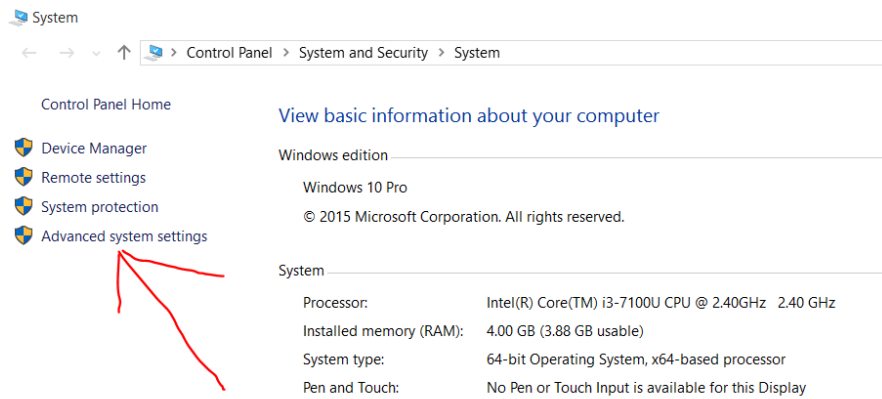 System
Control Panel > System and Security > System
Control Panel Home
Device Manager
Remote settings
System protection
Advanced system settings
View basic information about your computer
Windows edition
Windows 10 Pro
© 2015 Microsoft Corporation. All rights reserved.
System
Processor: Intel(R) Core(TM) i3-7100U CPU @ 2.40GHz 2.40 GHz
Installed memory (RAM): 4.00 GB (3.88 GB usable)
System type: 64-bit Operating System, x64-based processor
Pen and Touch: No Pen or Touch Input is available for this Display